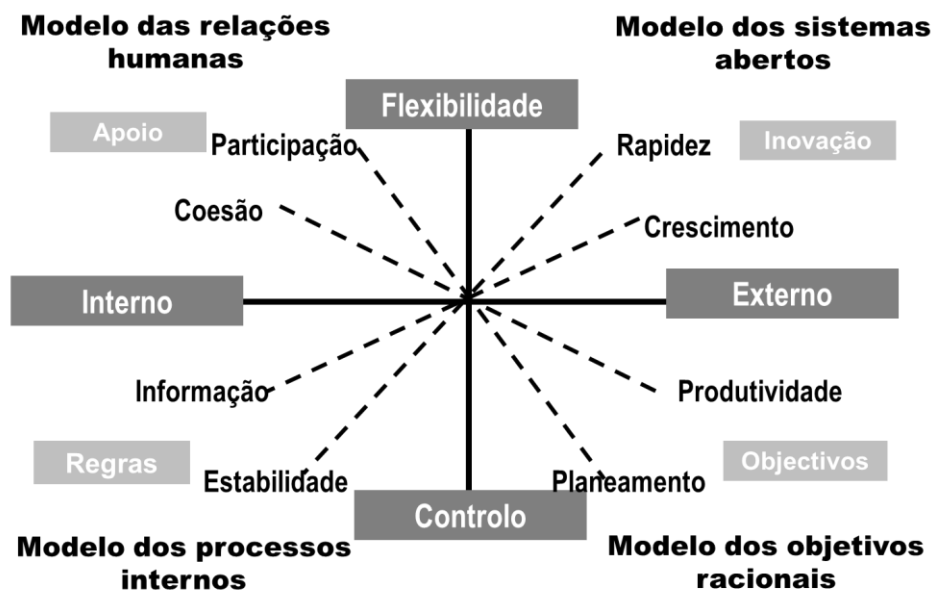 Modelo das relações
humanas
Modelo dos sistemas
abertos
Flexibilidade
Apoio
Participação
Rapidez
Inovação
Coesão
Crescimento
Interno
Externo
Informação
Produtividade
Regras
Estabilidade
Planeamento
Objectivos
Controlo
Modelo dos processos
internos
Modelo dos objetivos
racionais